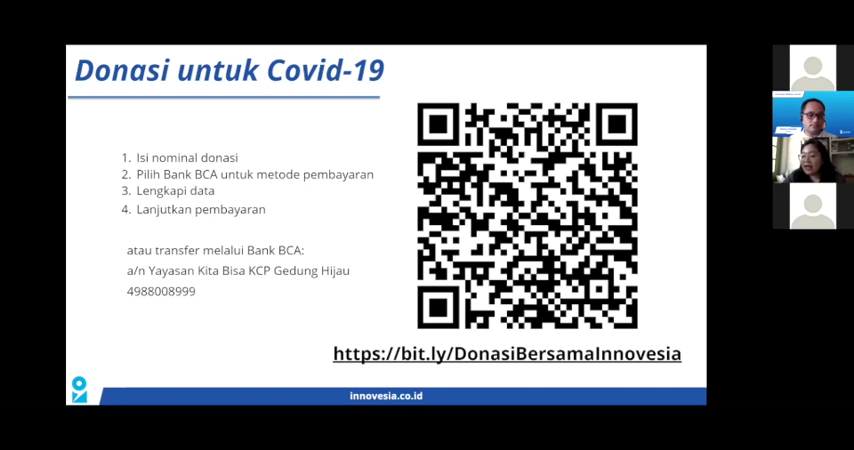 Donasi untuk Covid-19
1. Isi nominal donasi
2. Pilih Bank BCA untuk metode pembayaran
3. Lengkapi data
4. Lanjutkan pembayaran
atau transfer melalui Bank BCA:
a/n Yayasan Kita Bisa KCP Gedung Hijau
4988008999
https://bit.ly/DonasiBersamaInnovesia
innovesia.co.id